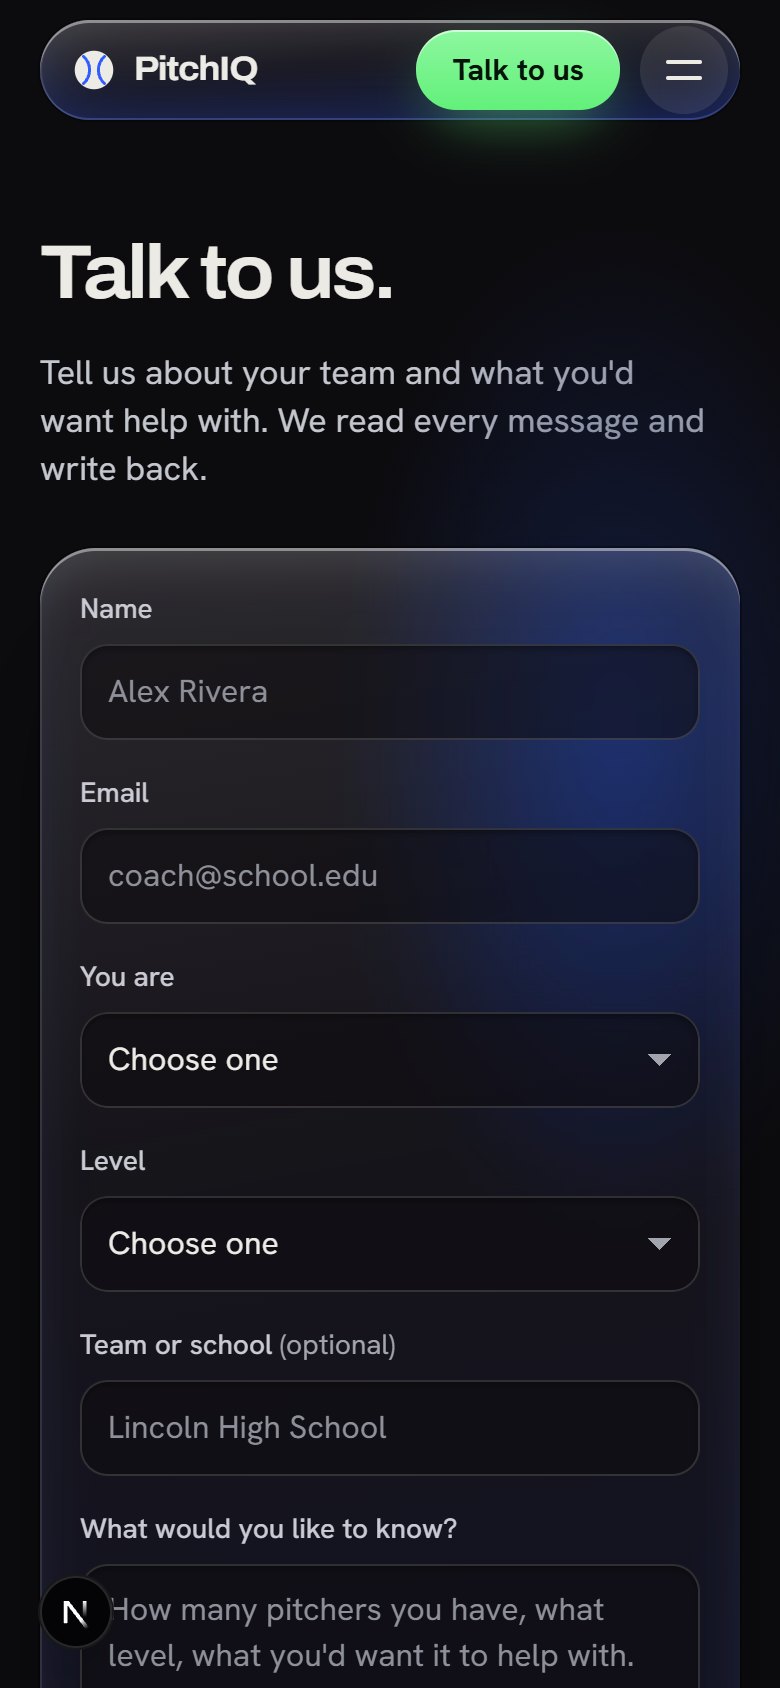 PitchIQ
Talk to us
Talk to us.
Tell us about your team and what you'd
want help with. We read every message and
write back.
Name
Alex Rivera
Email
coach@school.edu
You are
Choose one
Level
Choose one
Team or school (optional)
Lincoln High School
What would you like to know?
N
How many pitchers you have, what
level, what you'd want it to help with.